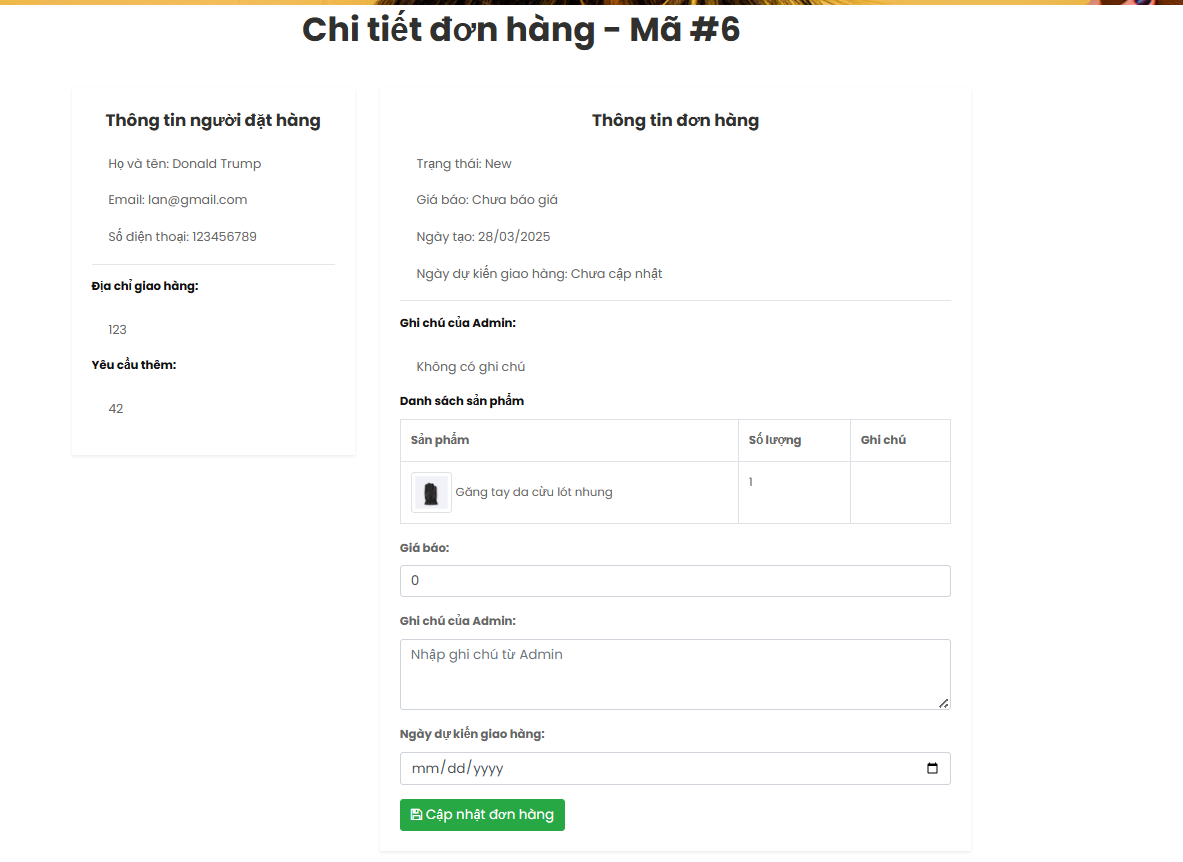 Chi tiết đơn hàng - Mã #6
Thông tin người đặt hàng
Họ và tên: Donald Trump
Email: lan@gmail.com
Số điện thoại: 123456789
Địa chỉ giao hàng:
123
Yêu cầu thêm:
42
Thông tin đơn hàng
Trạng thái: New
Giá báo: Chưa báo giá
Ngày tạo: 28/03/2025
Ngày dự kiến giao hàng: Chưa cập nhật
Ghi chú của Admin:
Không có ghi chú
Danh sách sản phẩm
Sản phẩm Số lượng Ghi chú
Găng tay da cừu lót nhung 1
Giá báo:
0
Ghi chú của Admin:
Nhập ghi chú từ Admin
Ngày dự kiến giao hàng:
mm/dd/yyyy
Cập nhật đơn hàng